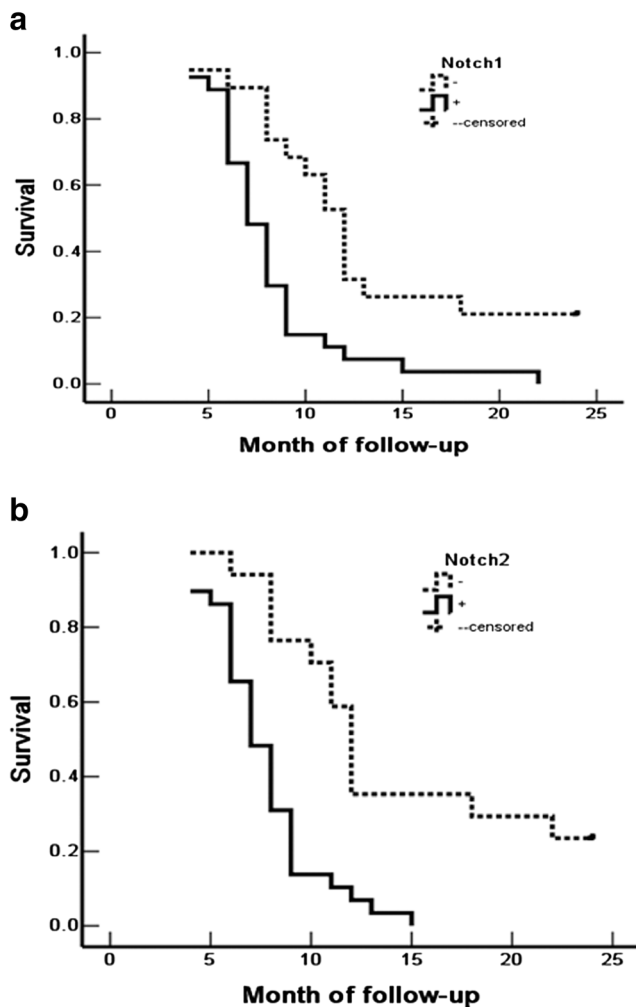 a
Notch1
-
+
--censored
1.0
0.8
0.6
0.4
0.2
0.0
Survival
0 5 10 15 20 25
Month of follow-up
b
Notch2
-
+
--censored
1.0
0.8
0.6
0.4
0.2
0.0
Survival
0 5 10 15 20 25
Month of follow-up